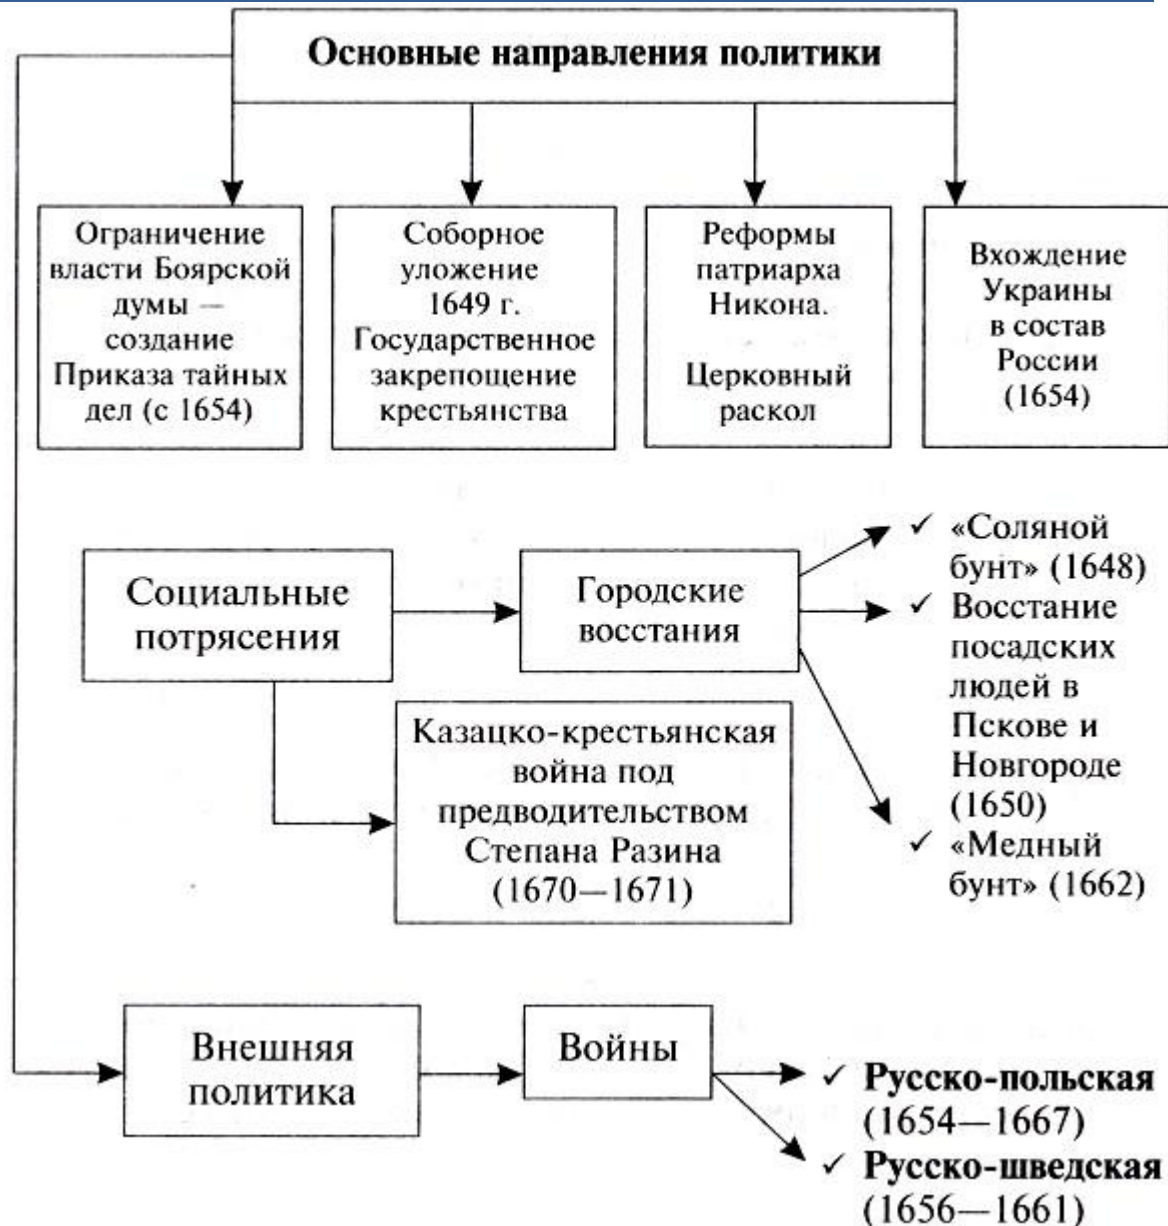 Основные направления политики
Ограничение
власти Боярской
думы —
создание
Приказа тайных
дел (с 1654)
Соборное
уложение
1649 г.
Государственное
закрепощение
крестьянства
Реформы
патриарха
Никона.
Церковный
раскол
Вхождение
Украины
в состав
России
(1654)
Социальные
потрясения
Городские
восстания
✓ «Соляной
бунт» (1648)
✓ Восстание
посадских
людей в
Пскове и
Новгороде
(1650)
✓ «Медный
бунт» (1662)
Казацко-крестьянская
война под
предводительством
Степана Разина
(1670—1671)
Внешняя
политика
Войны
✓ Русско-польская
(1654—1667)
✓ Русско-шведская
(1656—1661)